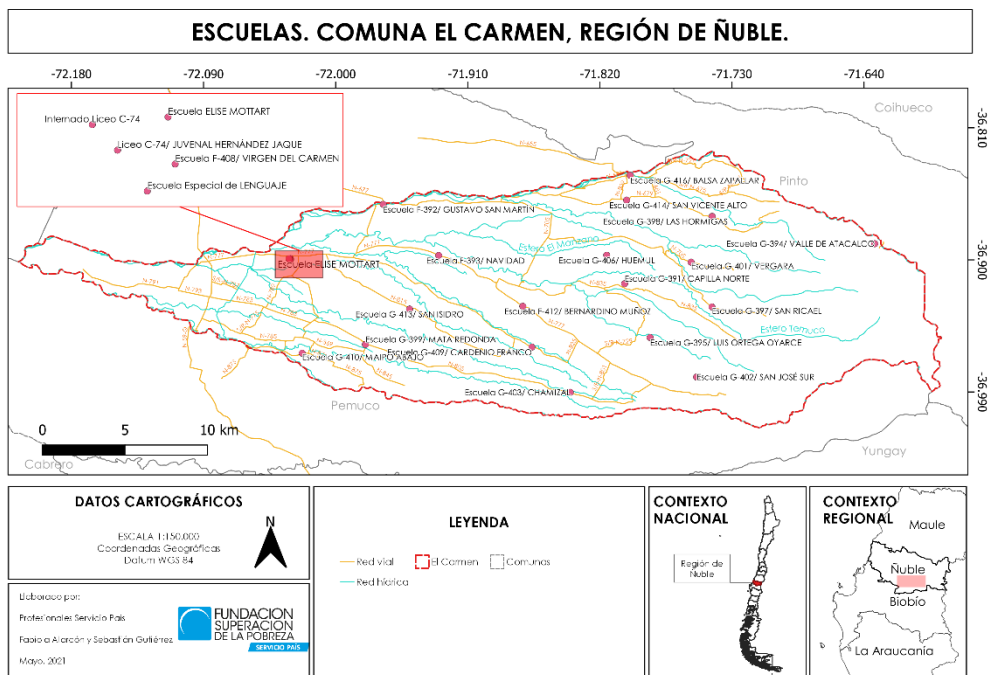 ESCUELAS. COMUNA EL CARMEN, REGIÓN DE ÑUBLE.
-72.180 -72.090 -72.000 -71.910 -71.820 -71.730 -71.640
Coihueco
-36.810
Escuela ELISE MOTTART
Internado Liceo C-74
Liceo C-74/ JUVENAL HERNÁNDEZ JAQUE
Escuela F-408/ VIRGEN DEL CARMEN
Escuela Especial de LENGUAJE
Pinto
Escuela G-416/ BALSA ZAPALLAR
Escuela G-414/ SAN VICENTE ALTO
Escuela F-392/ GUSTAVO SAN MARTÍN
Escuela G-398/ LAS HORMIGAS
Estero El Manzano
Escuela G-394/ VALLE DE ATACALCO
Escuela ELISE MOTTART
Escuela F-393/ NAVIDAD
Escuela G-406/ HUEMUL
Escuela G-401/ VERGARA
-36.900
Escuela G-391/ CAPILLA NORTE
Escuela G-413/ SAN ISIDRO
Escuela F-412/ BERNARDINO MUÑOZ
Escuela G-397/ SAN RICAEL
Estero Temuco
Escuela G-399/ MATA REDONDA
Escuela G-395/ LUIS ORTEGA OYARCE
Escuela G-409/ CARDENIO FRANCO
Escuela G-410/ MAIPO ABAJO
Escuela G-402/ SAN JOSÉ SUR
Escuela G-403/ CHAMIZAL
-36.990
Pemuco
0 5 10 km
Yungay
Cabrero
DATOS CARTOGRÁFICOS
ESCALA 1:150.000
Coordenadas Geográficas
Datum WGS 84
N
Elaborado por:
Profesionales Servicio País
Fabiola Alarcón y Sebastián Gutiérrez
Mayo, 2021
FUNDACION
SUPERACION
DE LA POBREZA
SERVICIO PAÍS
LEYENDA
Red vial
El Carmen
Comunas
Red hídrica
CONTEXTO
NACIONAL
Región de
Ñuble
CONTEXTO
REGIONAL
Maule
Ñuble
Biobío
La Araucanía